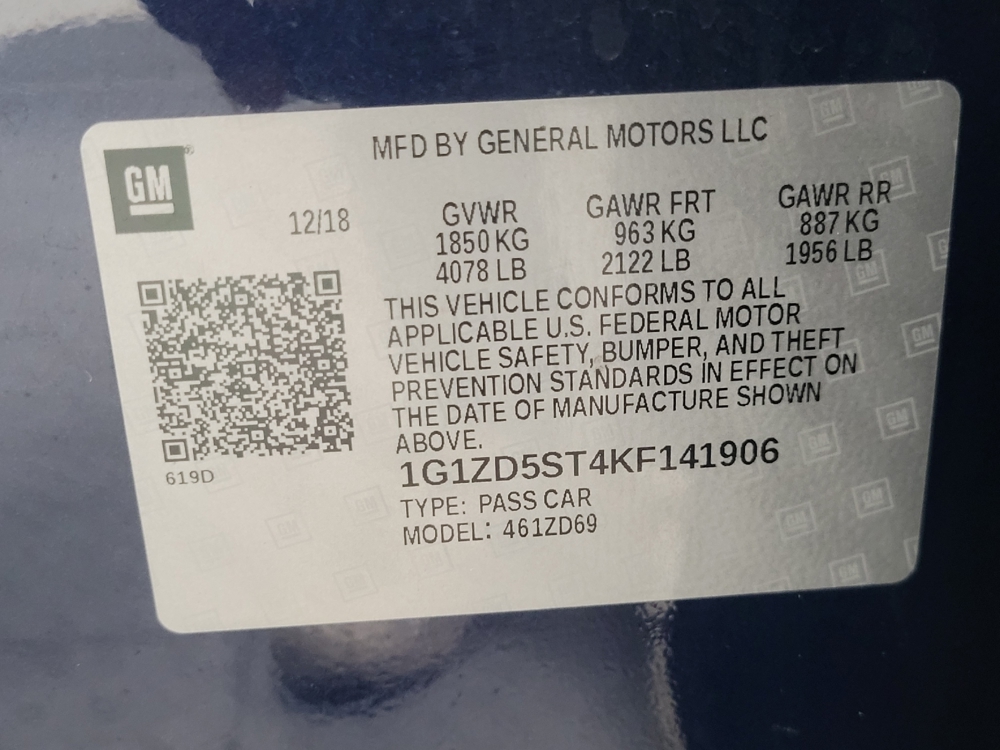 MFD BY GENERAL MOTORS LLC
GM
®
12/18
GVWR GAWR FRT GAWR RR
1850 KG 963 KG 887 KG
4078 LB 2122 LB 1956 LB
THIS VEHICLE CONFORMS TO ALL
APPLICABLE U.S. FEDERAL MOTOR
VEHICLE SAFETY, BUMPER, AND THEFT
PREVENTION STANDARDS IN EFFECT ON
THE DATE OF MANUFACTURE SHOWN
ABOVE.
619D
1G1ZD5ST4KF141906
TYPE: PASS CAR
MODEL: 461ZD69